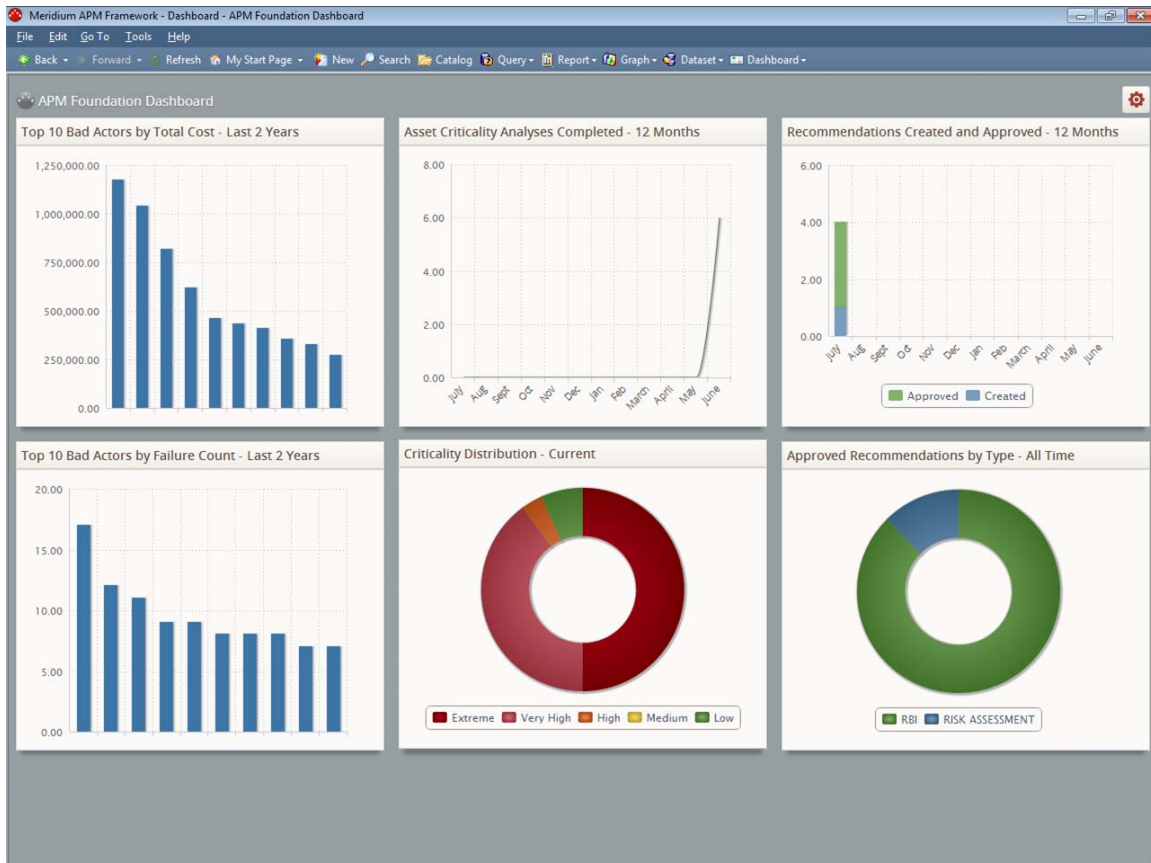 Meridium APM Framework - Dashboard - APM Foundation Dashboard
File Edit Go To Tools Help
Back Forward Refresh My Start Page New Search Catalog Query Report Graph Dataset Dashboard
APM Foundation Dashboard
Top 10 Bad Actors by Total Cost - Last 2 Years
1,250,000.00
1,000,000.00
750,000.00
500,000.00
250,000.00
0.00
Asset Criticality Analyses Completed - 12 Months
8.00
6.00
4.00
2.00
0.00
July Aug Sept Oct Nov Dec Jan Feb March April May June
Recommendations Created and Approved - 12 Months
6.00
4.00
2.00
0.00
July Aug Sept Oct Nov Dec Jan Feb March April May June
Approved Created
Top 10 Bad Actors by Failure Count - Last 2 Years
20.00
15.00
10.00
5.00
0.00
Criticality Distribution - Current
Extreme Very High High Medium Low
Approved Recommendations by Type - All Time
RBI RISK ASSESSMENT